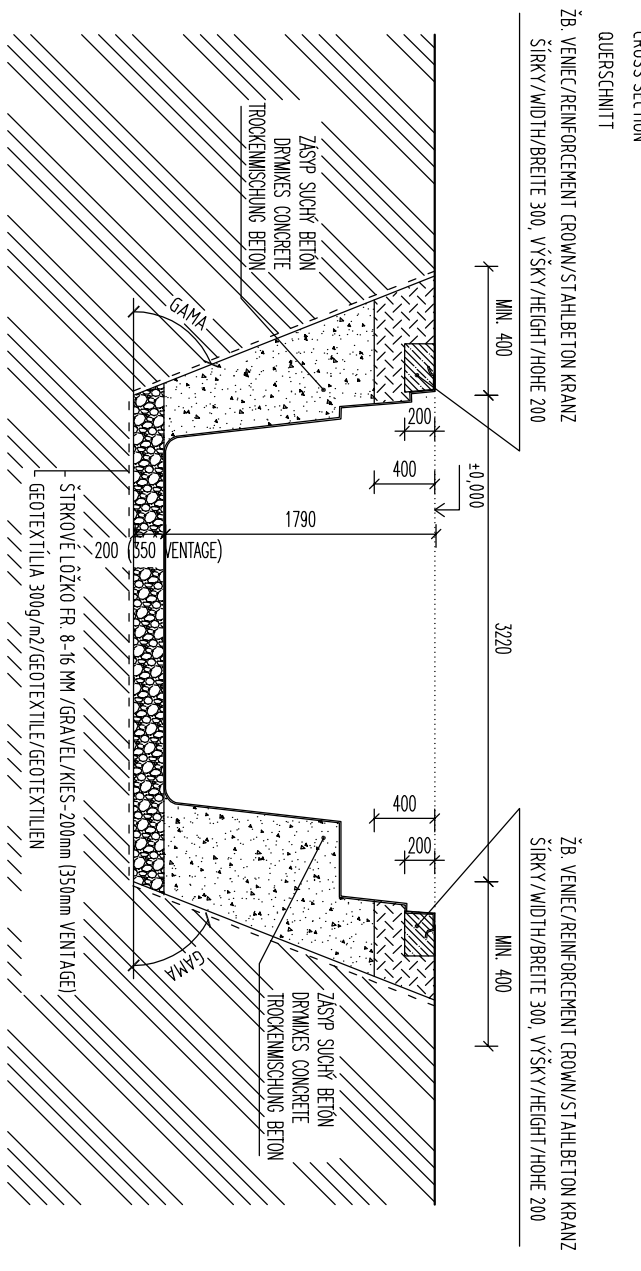 CROSS SECTION
QUERSCHNITT
ŽB. VENIEC/REINFORCEMENT CROWN/STAHLBETON KRANZ
ŠÍRKY/WIDTH/BREITE 300, VÝŠKY/HEIGHT/HOHE 200
ŽB. VENIEC/REINFORCEMENT CROWN/STAHLBETON KRANZ
ŠÍRKY/WIDTH/BREITE 300, VÝŠKY/HEIGHT/HOHE 200
MIN. 400
3220
MIN. 400
±0,000
200
400
1790
400
200
ZÁSYP SUCHÝ BETÓN
DRYMIXES CONCRETE
TROCKENMISCHUNG BETON
ZÁSYP SUCHÝ BETÓN
DRYMIXES CONCRETE
TROCKENMISCHUNG BETON
GAMA
200 (350 VENTAGE)
GAMA
ŠTRKOVÉ LÔŽKO FR. 8-16 MM /GRAVEL/KIES-200mm (350mm VENTAGE)
GEOTEXTÍLIA 300g/m2/GEOTEXTILE/GEOTEXTILIEN